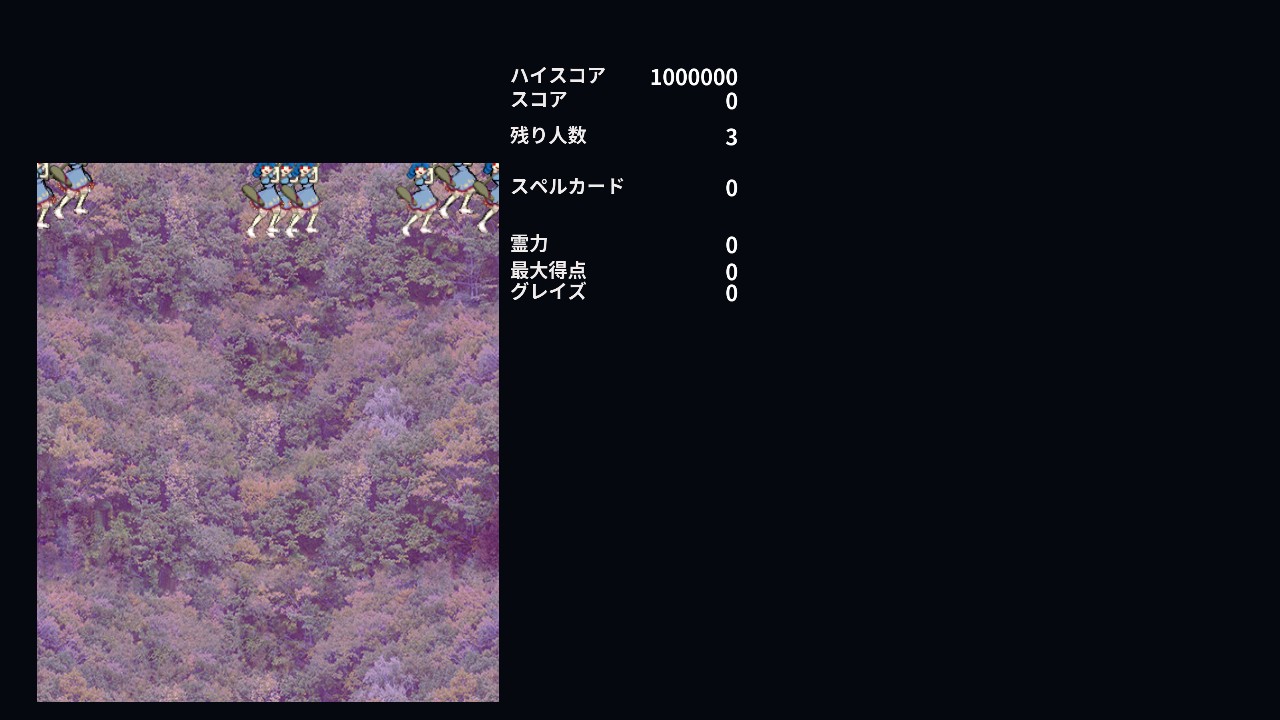 ハイスコア 1000000
スコア 0
残り人数 3
スペルカード 0
霊力 0
最大得点 0
グレイズ 0